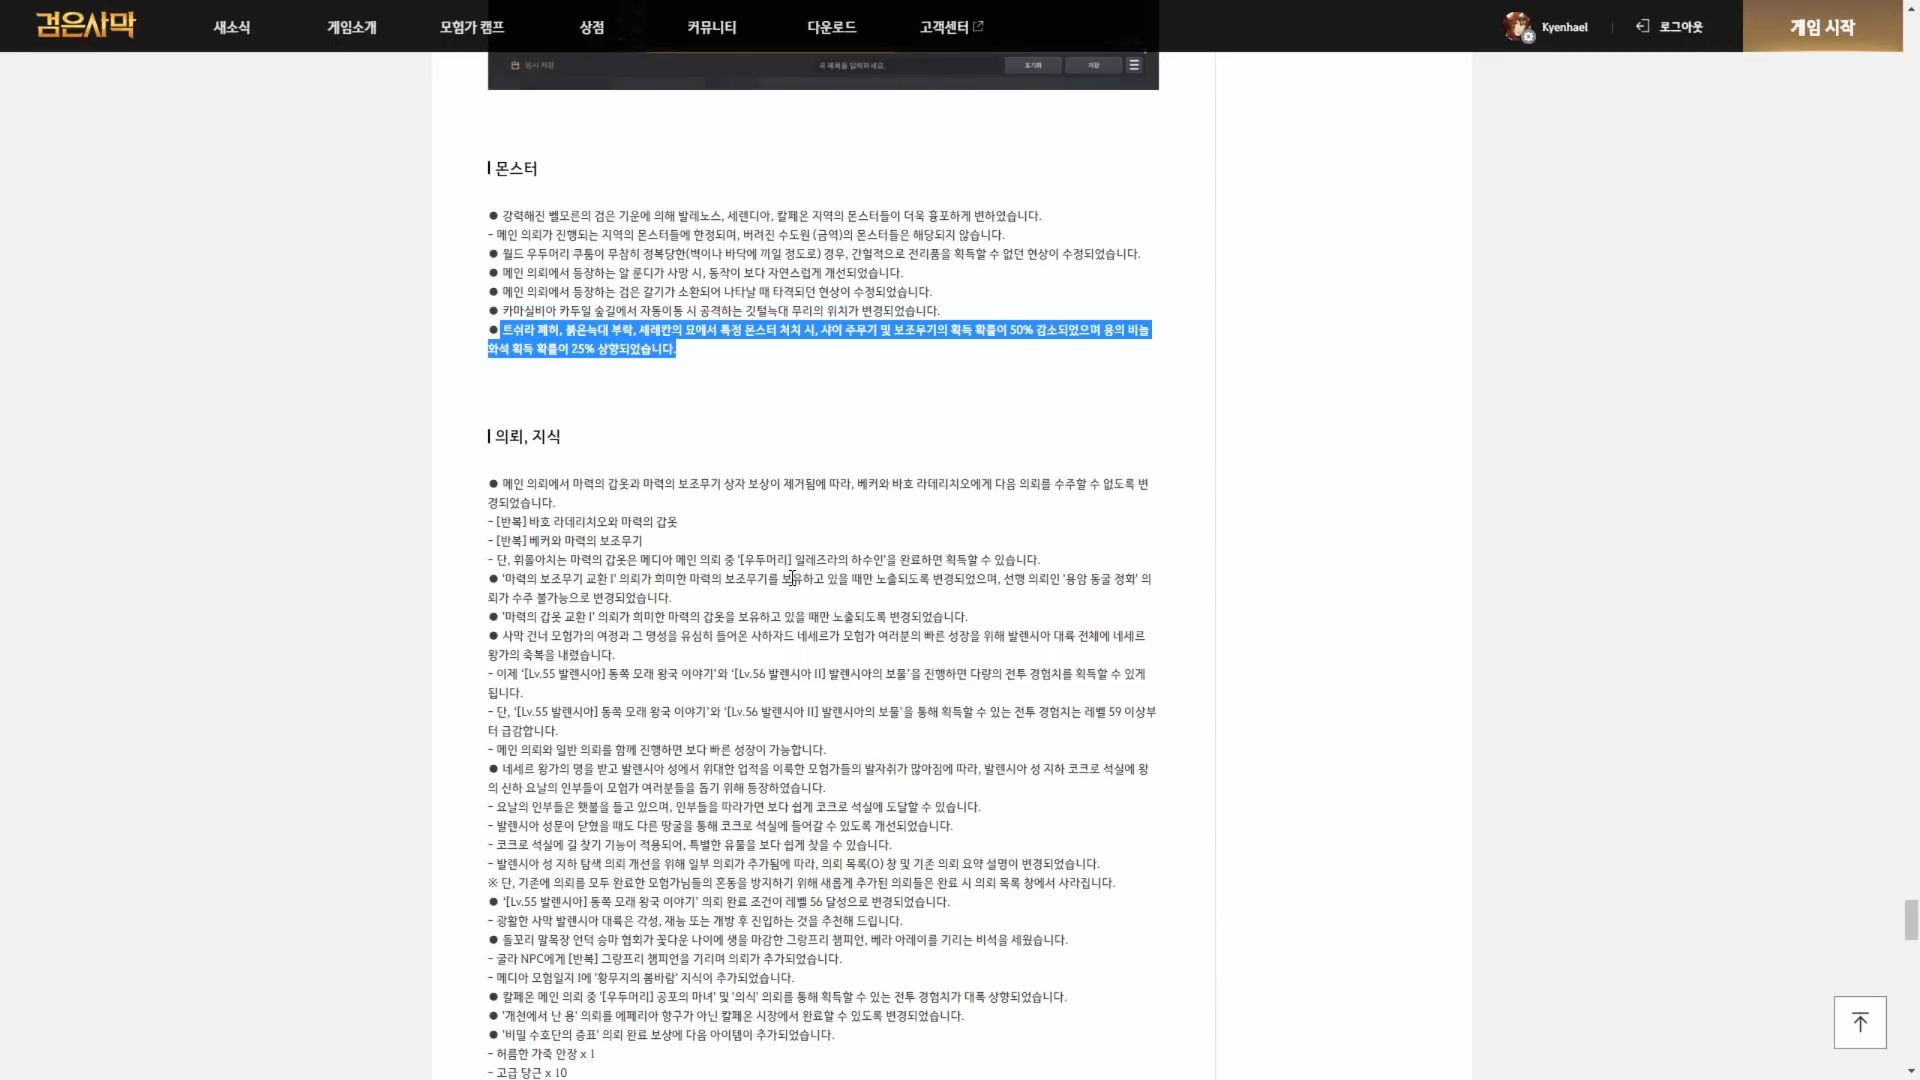 검은사막 새소식 게임소개 모험가 캠프 상점 커뮤니티 다운로드 고객센터 Kyenhael 로그아웃 게임 시작
임시 저장 곡 제목을 입력하세요. 초기화 저장
몬스터
● 강력해진 벨모른의 검은 기운에 의해 발레노스, 세렌디아, 칼페온 지역의 몬스터들이 더욱 흉포하게 변하였습니다.
- 메인 의뢰가 진행되는 지역의 몬스터들에 한정되며, 버려진 수도원 (금역)의 몬스터들은 해당되지 않습니다.
● 월드 우두머리 쿠툼이 무참히 정복당한(벽이나 바닥에 끼일 정도로) 경우, 간헐적으로 전리품을 획득할 수 없던 현상이 수정되었습니다.
● 메인 의뢰에서 등장하는 알 룬디가 사망 시, 동작이 보다 자연스럽게 개선되었습니다.
● 메인 의뢰에서 등장하는 검은 갈기가 소환되어 나타날 때 타격되던 현상이 수정되었습니다.
● 카마실비아 카두일 숲길에서 자동이동 시 공격하는 깃털늑대 무리의 위치가 변경되었습니다.
● 트쉬라 폐허, 붉은늑대 부락, 세레칸의 묘에서 특정 몬스터 처치 시, 샤이 주무기 및 보조무기의 획득 확률이 50% 감소되었으며 용의 비늘
화석 획득 확률이 25% 상향되었습니다.
의뢰, 지식
● 메인 의뢰에서 마력의 갑옷과 마력의 보조무기 상자 보상이 제거됨에 따라, 베커와 바호 라데리치오에게 다음 의뢰를 수주할 수 없도록 변
경되었습니다.
- [반복] 바호 라데리치오와 마력의 갑옷
- [반복] 베커와 마력의 보조무기
- 단, 휘몰아치는 마력의 갑옷은 메디아 메인 의뢰 중 '[우두머리] 일레즈라의 하수인'을 완료하면 획득할 수 있습니다.
● '마력의 보조무기 교환 I' 의뢰가 희미한 마력의 보조무기를 보유하고 있을 때만 노출되도록 변경되었으며, 선행 의뢰인 '용암 동굴 정화' 의
뢰가 수주 불가능으로 변경되었습니다.
● '마력의 갑옷 교환 I' 의뢰가 희미한 마력의 갑옷을 보유하고 있을 때만 노출되도록 변경되었습니다.
● 사막 건너 모험가의 여정과 그 명성을 유심히 들어온 사하자드 네세르가 모험가 여러분의 빠른 성장을 위해 발렌시아 대륙 전체에 네세르
왕가의 축복을 내렸습니다.
- 이제 '[Lv.55 발렌시아] 동쪽 모래 왕국 이야기'와 '[Lv.56 발렌시아 II] 발렌시아의 보물'을 진행하면 다량의 전투 경험치를 획득할 수 있게
됩니다.
- 단, '[Lv.55 발렌시아] 동쪽 모래 왕국 이야기'와 '[Lv.56 발렌시아 II] 발렌시아의 보물'을 통해 획득할 수 있는 전투 경험치는 레벨 59 이상부
터 급감합니다.
- 메인 의뢰와 일반 의뢰를 함께 진행하면 보다 빠른 성장이 가능합니다.
● 네세르 왕가의 명을 받고 발렌시아 성에서 위대한 업적을 이룩한 모험가들의 발자취가 많아짐에 따라, 발렌시아 성 지하 코크로 석실에 왕
의 신하 요날의 인부들이 모험가 여러분들을 돕기 위해 등장하였습니다.
- 요날의 인부들은 횃불을 들고 있으며, 인부들을 따라가면 보다 쉽게 코크로 석실에 도달할 수 있습니다.
- 발렌시아 성문이 닫혔을 때도 다른 땅굴을 통해 코크로 석실에 들어갈 수 있도록 개선되었습니다.
- 코크로 석실에 길 찾기 기능이 적용되어, 특별한 유물을 보다 쉽게 찾을 수 있습니다.
- 발렌시아 성 지하 탐색 의뢰 개선을 위해 일부 의뢰가 추가됨에 따라, 의뢰 목록(O) 창 및 기존 의뢰 요약 설명이 변경되었습니다.
※ 단, 기존에 의뢰를 모두 완료한 모험가님들의 혼동을 방지하기 위해 새롭게 추가된 의뢰들은 완료 시 의뢰 목록 창에서 사라집니다.
● '[Lv.55 발렌시아] 동쪽 모래 왕국 이야기' 의뢰 완료 조건이 레벨 56 달성으로 변경되었습니다.
- 광활한 사막 발렌시아 대륙은 각성, 재능 또는 개방 후 진입하는 것을 추천해 드립니다.
● 돌꼬리 말목장 언덕 승마 협회가 꽃다운 나이에 생을 마감한 그랑프리 챔피언, 베라 아레이를 기리는 비석을 세웠습니다.
- 굴라 NPC에게 [반복] 그랑프리 챔피언을 기리며 의뢰가 추가되었습니다.
- 메디아 모험일지 I에 '황무지의 봄바람' 지식이 추가되었습니다.
● 칼페온 메인 의뢰 중 '[우두머리] 공포의 마녀' 및 '의식' 의뢰를 통해 획득할 수 있는 전투 경험치가 대폭 상향되었습니다.
● '개천에서 난 용' 의뢰를 에페리아 항구가 아닌 칼페온 시장에서 완료할 수 있도록 변경되었습니다.
● '비밀 수호단의 증표' 의뢰 완료 보상에 다음 아이템이 추가되었습니다.
- 허름한 가죽 안장 x 1
- 고급 당근 x 10